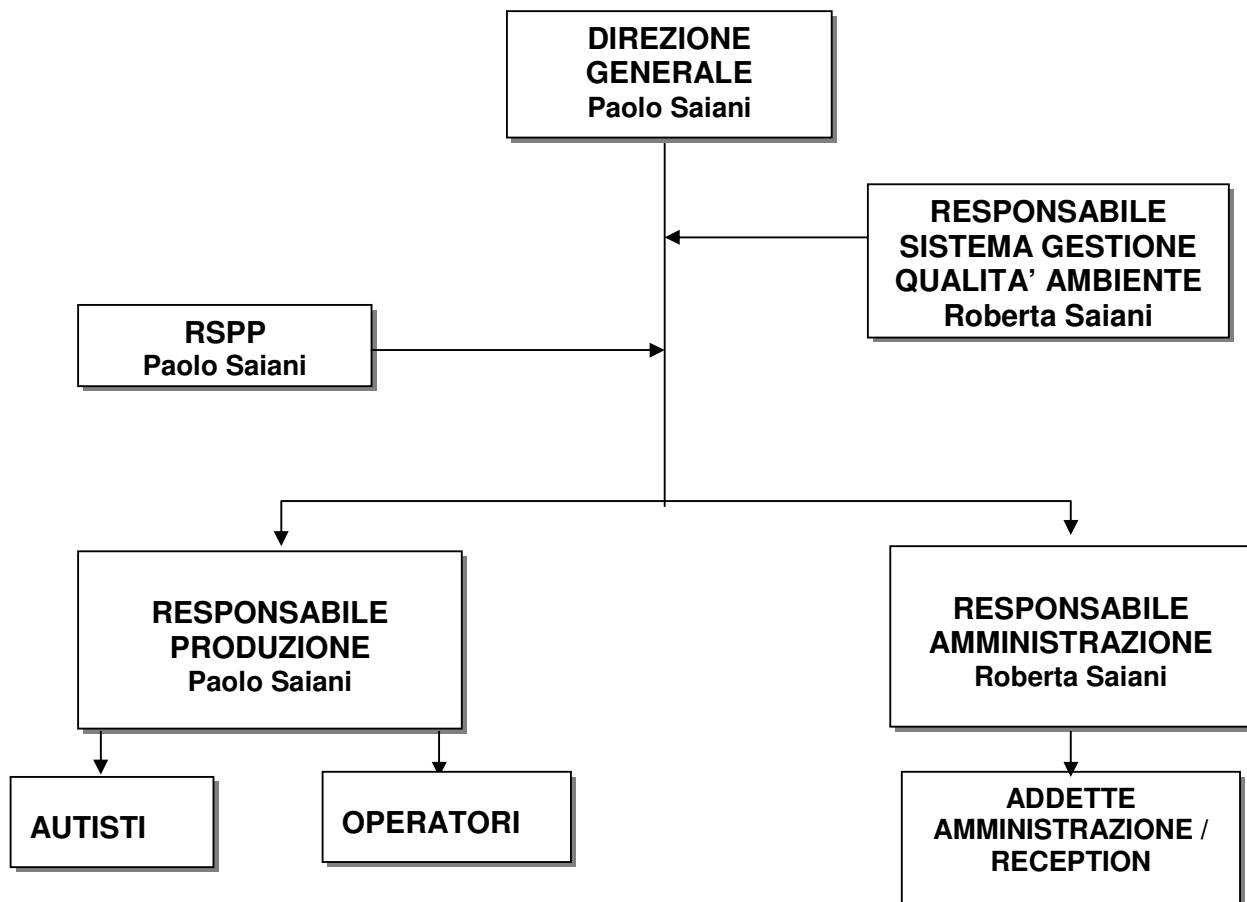 DIREZIONE
GENERALE
Paolo Saiani
RESPONSABILE
SISTEMA GESTIONE
QUALITA’ AMBIENTE
Roberta Saiani
RSPP
Paolo Saiani
RESPONSABILE
PRODUZIONE
Paolo Saiani
RESPONSABILE
AMMINISTRAZIONE
Roberta Saiani
AUTISTI
OPERATORI
ADDETTE
AMMINISTRAZIONE /
RECEPTION